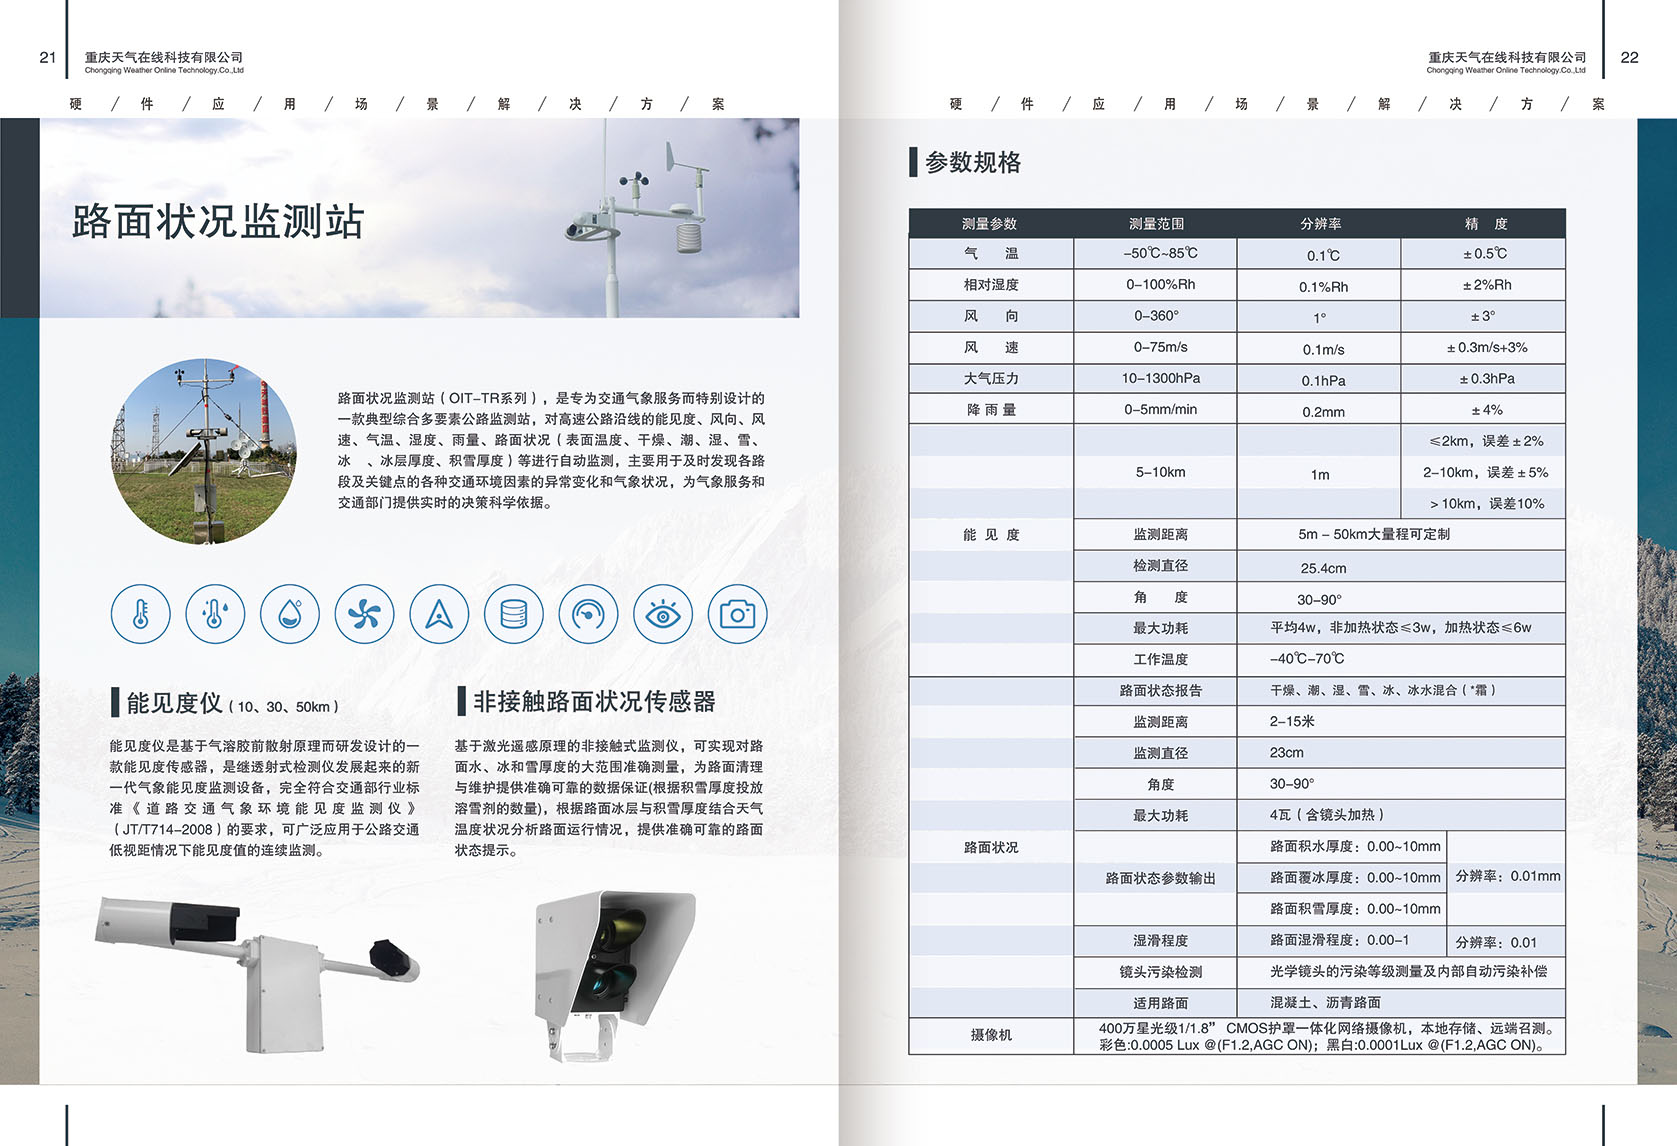 21
重庆天气在线科技有限公司
Chongqing Weather Online Technology.Co.,Ltd
硬 / 件 / 应 / 用 / 场 / 景 / 解 / 决 / 方 / 案
路面状况监测站
路面状况监测站（OIT-TR系列），是专为交通气象服务而特别设计的
一款典型综合多要素公路监测站，对高速公路沿线的能见度、风向、风
速、气温、湿度、雨量、路面状况（表面温度、干燥、潮、湿、雪、
冰 、冰层厚度、积雪厚度）等进行自动监测，主要用于及时发现各路
段及关键点的各种交通环境因素的异常变化和气象状况，为气象服务和
交通部门提供实时的决策科学依据。
能见度仪（10、30、50km）
能见度仪是基于气溶胶前散射原理而研发设计的一
款能见度传感器，是继透射式检测仪发展起来的新
一代气象能见度监测设备，完全符合交通部行业标
准《道路交通气象环境能见度监测仪》
（JT/T714-2008）的要求，可广泛应用于公路交通
低视距情况下能见度值的连续监测。
非接触路面状况传感器
基于激光遥感原理的非接触式监测仪，可实现对路
面水、冰和雪厚度的大范围准确测量，为路面清理
与维护提供准确可靠的数据保证(根据积雪厚度投放
溶雪剂的数量)，根据路面冰层与积雪厚度结合天气
温度状况分析路面运行情况，提供准确可靠的路面
状态提示。
重庆天气在线科技有限公司
Chongqing Weather Online Technology.Co.,Ltd
22
硬 / 件 / 应 / 用 / 场 / 景 / 解 / 决 / 方 / 案
参数规格
测量参数 测量范围 分辨率 精 度
气 温 -50℃~85℃ 0.1℃ ±0.5℃
相对湿度 0-100%Rh 0.1%Rh ±2%Rh
风 向 0-360° 1° ±3°
风 速 0-75m/s 0.1m/s ±0.3m/s+3%
大气压力 10-1300hPa 0.1hPa ±0.3hPa
降 雨 量 0-5mm/min 0.2mm ±4%
≤2km，误差±2%
5-10km 1m 2-10km，误差±5%
＞10km，误差10%
能 见 度 监测距离 5m - 50km大量程可定制
检测直径 25.4cm
角 度 30-90°
最大功耗 平均4w，非加热状态≤3w，加热状态≤6w
工作温度 -40℃-70℃
路面状态报告 干燥、潮、湿、雪、冰、冰水混合（*霜）
监测距离 2-15米
监测直径 23cm
角度 30-90°
最大功耗 4瓦（含镜头加热）
路面状况 路面积水厚度：0.00~10mm
路面状态参数输出 路面覆冰厚度：0.00~10mm 分辨率：0.01mm
路面积雪厚度：0.00~10mm
湿滑程度 路面湿滑程度：0.00-1 分辨率：0.01
镜头污染检测 光学镜头的污染等级测量及内部自动污染补偿
适用路面 混凝土、沥青路面
摄像机 400万星光级1/1.8” CMOS护罩一体化网络摄像机，本地存储、远端召测。
彩色:0.0005 Lux @(F1.2,AGC ON)；黑白:0.0001Lux @(F1.2,AGC ON)。